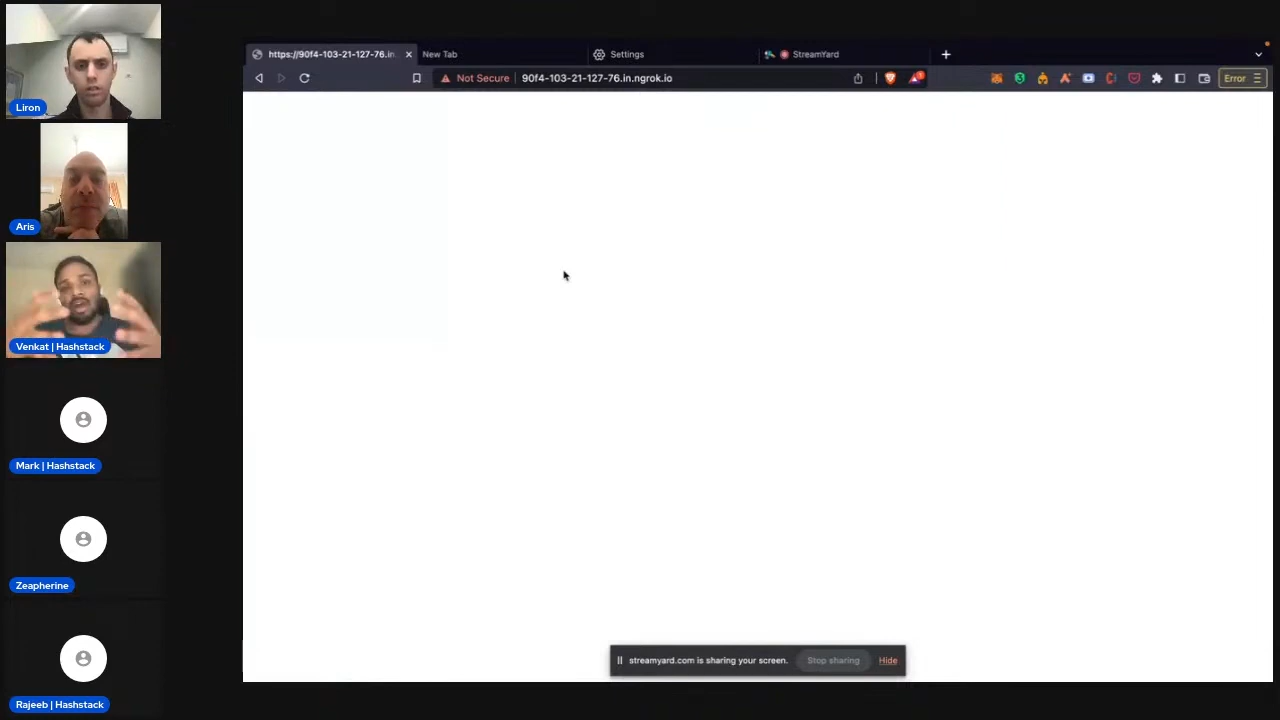 Liron
Aris
Venkat | Hashstack
Mark | Hashstack
Zeapherine
Rajeeb | Hashstack
https://90f4-103-21-127-76.in
New Tab
Settings
StreamYard
Not Secure
90f4-103-21-127-76.in.ngrok.io
Error
streamyard.com is sharing your screen.
Stop sharing
Hide